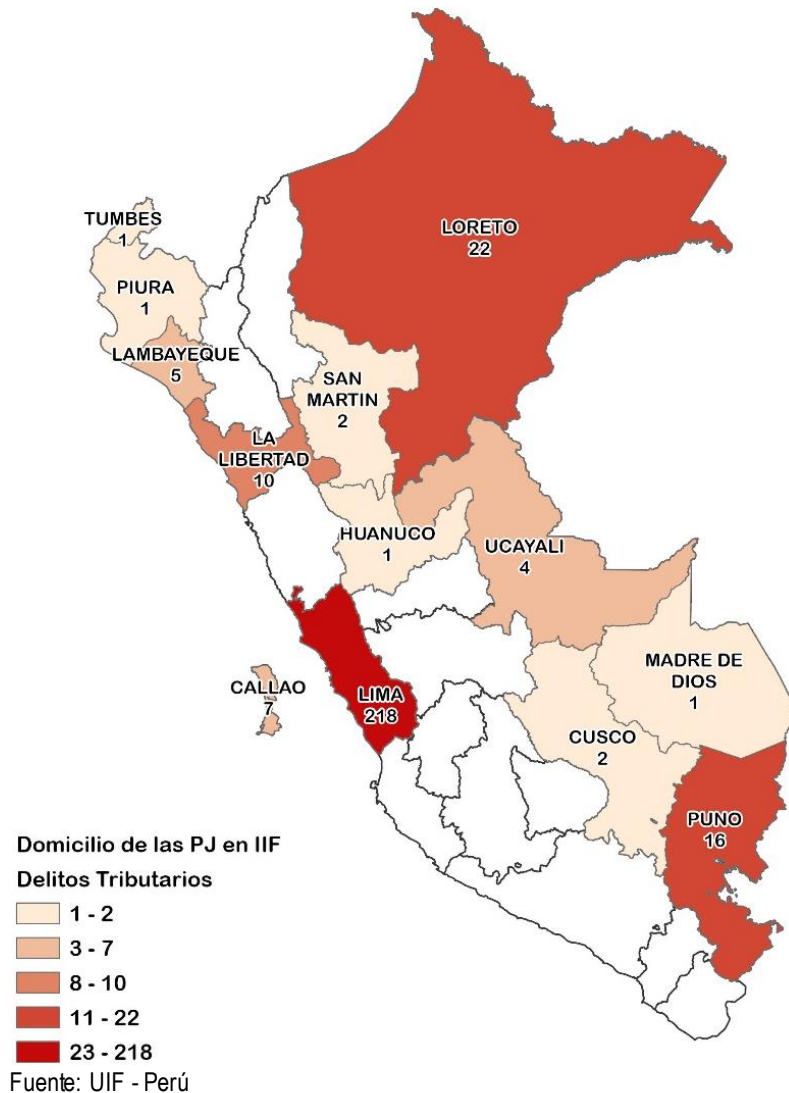 TUMBES
1
PIURA
1
LAMBAYEQUE
5
LORETO
22
SAN
MARTIN
2
LA
LIBERTAD
10
HUANUCO
1
UCAYALI
4
CALLAO
7
LIMA
218
MADRE DE
DIOS
1
CUSCO
2
PUNO
16
Domicilio de las PJ en IIF
Delitos Tributarios
1 - 2
3 - 7
8 - 10
11 - 22
23 - 218
Fuente: UIF - Perú